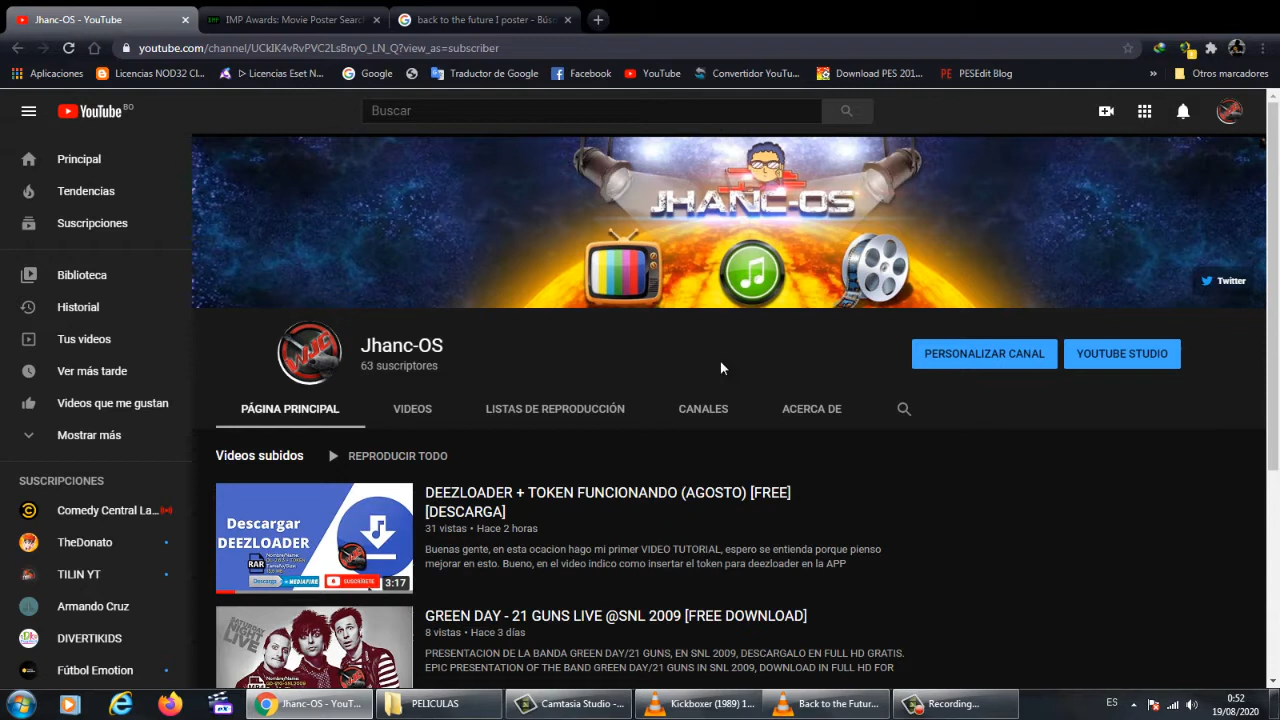 Jhanc-OS - YouTube
IMP Awards: Movie Poster Searc
back to the future I poster - Bús
youtube.com/channel/UCkIK4vRvPVC2LsBnyO_LN_Q?view_as=subscriber
Aplicaciones
Licencias NOD32 Cl...
▷ Licencias Eset N...
Google
Traductor de Google
Facebook
YouTube
Convertidor YouTu...
Download PES 201...
PESEdit Blog
»
Otros marcadores
YouTube BO
Buscar
Principal
Tendencias
Suscripciones
Biblioteca
Historial
Tus videos
Ver más tarde
Videos que me gustan
Mostrar más
SUSCRIPCIONES
Comedy Central La...
TheDonato
TILIN YT
Armando Cruz
DIVERTIKIDS
Fútbol Emotion
JHANC-OS
Twitter
WJC
Jhanc-OS
63 suscriptores
PERSONALIZAR CANAL
YOUTUBE STUDIO
PÁGINA PRINCIPAL
VIDEOS
LISTAS DE REPRODUCCIÓN
CANALES
ACERCA DE
Videos subidos
REPRODUCIR TODO
Descargar
DEEZLOADER
RAR
Descarga
MEDIAFIRE
SUSCRIBETE
3:17
DEEZLOADER + TOKEN FUNCIONANDO (AGOSTO) [FREE]
[DESCARGA]
31 vistas • Hace 2 horas
Buenas gente, en esta ocacion hago mi primer VIDEO TUTORIAL, espero se entienda porque pienso
mejorar en esto. Bueno, en el video indico como insertar el token para deezloader en la APP
SATURDAY
NIGHT
LIVE
GREEN DAY - 21 GUNS LIVE @SNL 2009 [FREE DOWNLOAD]
8 vistas • Hace 3 días
PRESENTACION DE LA BANDA GREEN DAY/21 GUNS, EN SNL 2009, DESCARGALO EN FULL HD GRATIS.
EPIC PRESENTATION OF THE BAND GREEN DAY/21 GUNS IN SNL 2009, DOWNLOAD IN FULL HD FOR
Jhanc-OS - YouT...
PELICULAS
Camtasia Studio -...
Kickboxer (1989) 1...
Back to the Futur...
Recording...
ES
0:52
19/08/2020